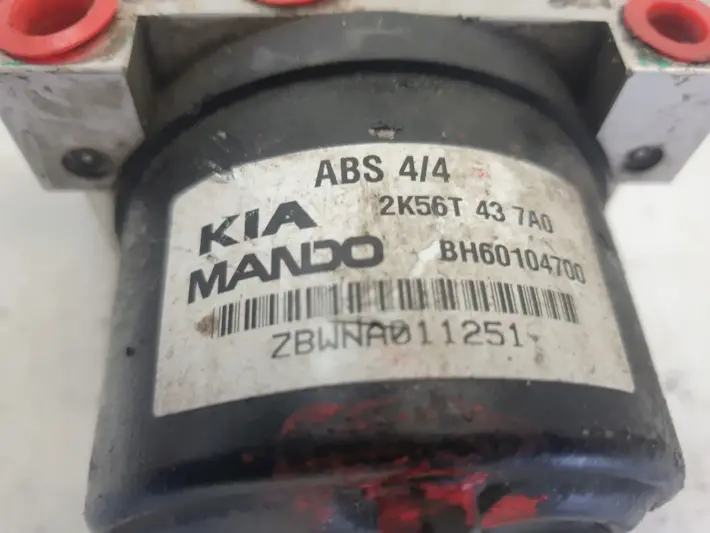 ABS 4/4
KIA 2K56T 43 7A0
MANDO BH60104700
ZBWNA011251